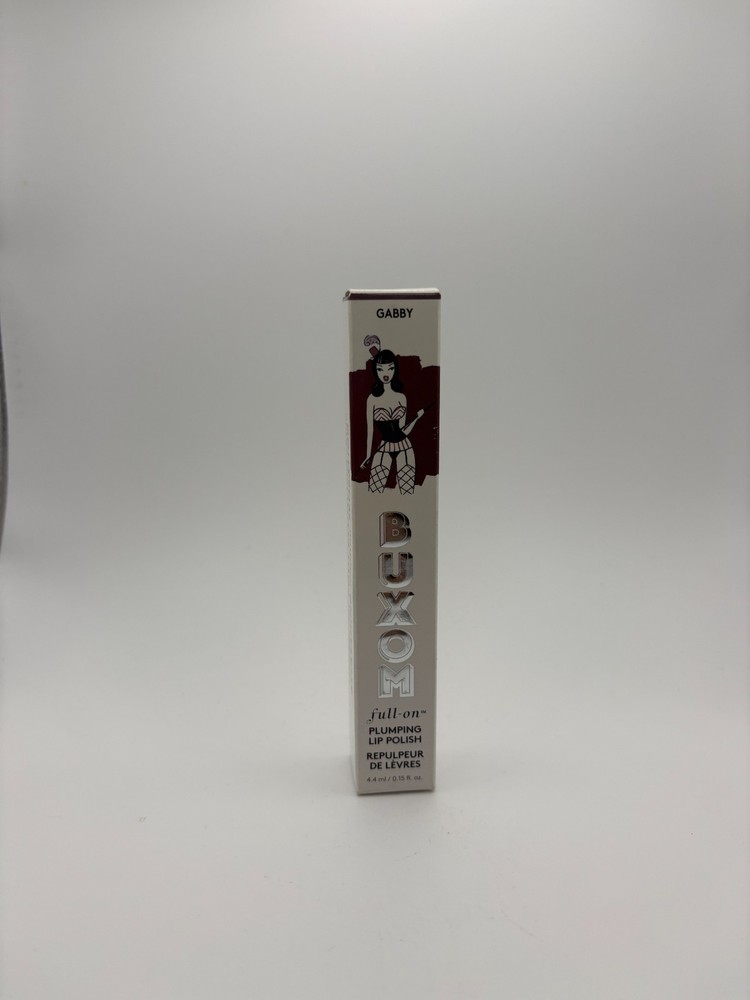 GABBY
BUXOM
full-on™
PLUMPING
LIP POLISH
REPULPEUR
DE LÈVRES
4.4 ml / 0.15 fl. oz.